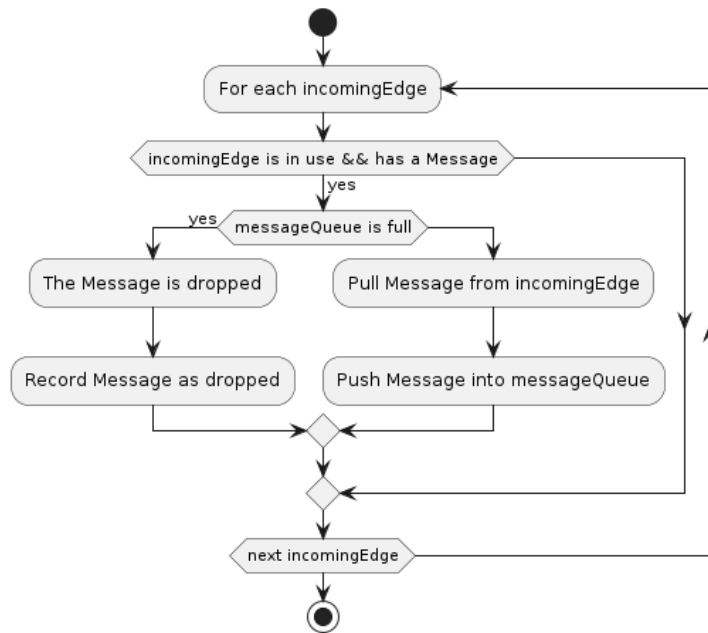 For each incomingEdge
incomingEdge is in use && has a Message
yes
yes
messageQueue is full
The Message is dropped
Pull Message from incomingEdge
Record Message as dropped
Push Message into messageQueue
next incomingEdge